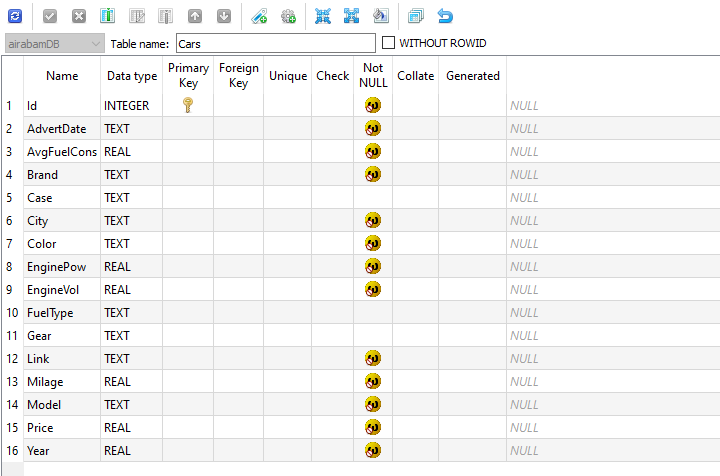 airabamDB Table name: Cars WITHOUT ROWID
Name Data type Primary Key Foreign Key Unique Check Not NULL Collate Generated
1 Id INTEGER NULL
2 AdvertDate TEXT NULL
3 AvgFuelCons REAL NULL
4 Brand TEXT NULL
5 Case TEXT NULL
6 City TEXT NULL
7 Color TEXT NULL
8 EnginePow REAL NULL
9 EngineVol REAL NULL
10 FuelType TEXT NULL
11 Gear TEXT NULL
12 Link TEXT NULL
13 Milage REAL NULL
14 Model TEXT NULL
15 Price REAL NULL
16 Year REAL NULL